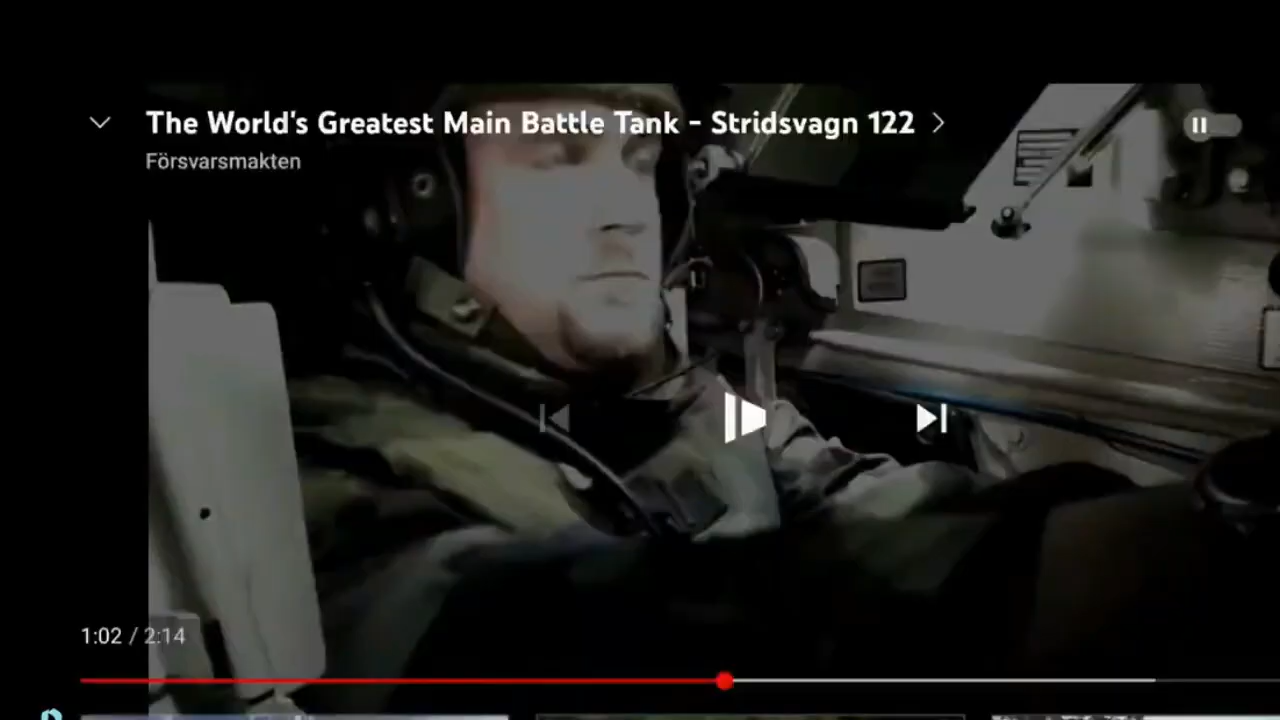 The World's Greatest Main Battle Tank - Stridsvagn 122
Försvarsmakten
1:02 / 2:14